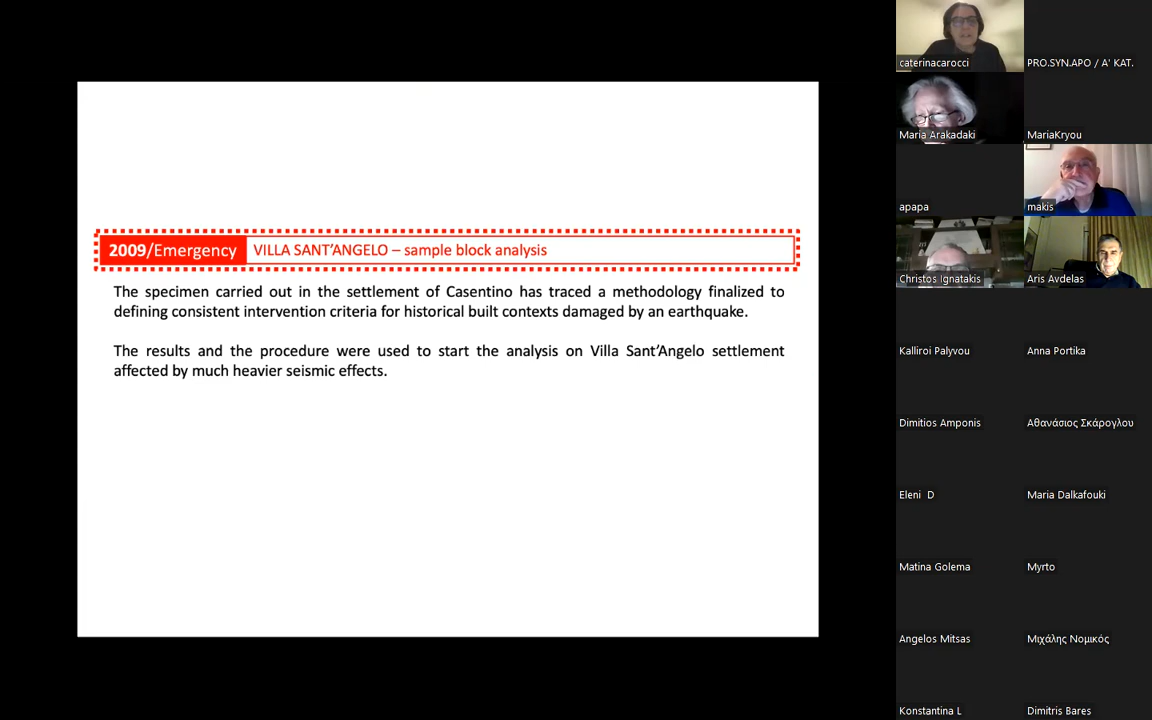 2009/Emergency VILLA SANT'ANGELO – sample block analysis
The specimen carried out in the settlement of Casentino has traced a methodology finalized to
defining consistent intervention criteria for historical built contexts damaged by an earthquake.
The results and the procedure were used to start the analysis on Villa Sant'Angelo settlement
affected by much heavier seismic effects.
caterinacarocci
PRO.SYN.APO / A' KAT.
Maria Arakadaki
MariaKryou
apapa
makis
Christos Ignatakis
Aris Avdelas
Kalliroi Palyvou
Anna Portika
Dimitios Amponis
Αθανάσιος Σκάρογλου
Eleni D
Maria Dalkafouki
Matina Golema
Myrto
Angelos Mitsas
Μιχάλης Νομικός
Konstantina L
Dimitris Bares